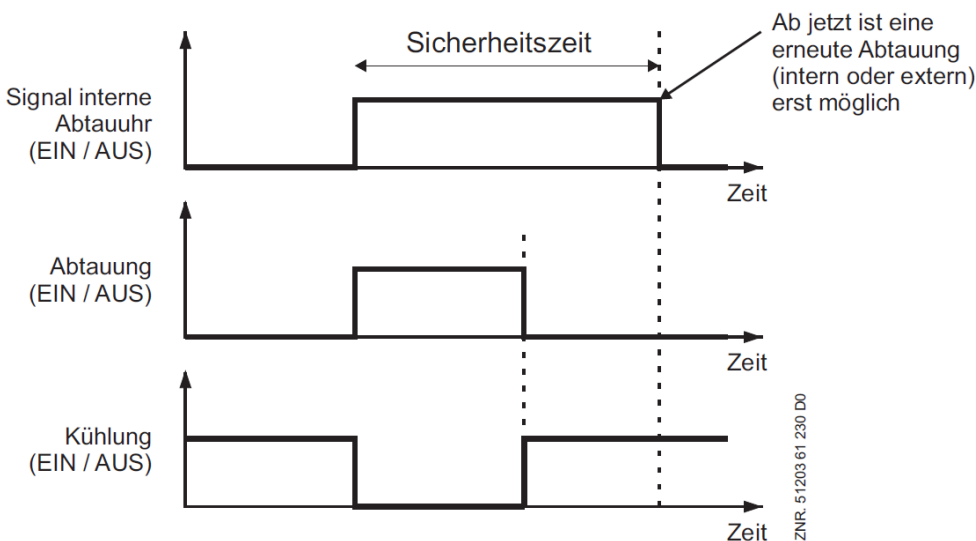 Sicherheitszeit
Ab jetzt ist eine
erneute Abtauung
(intern oder extern)
erst möglich
Signal interne
Abtauuhr
(EIN / AUS)
Zeit
Abtauung
(EIN / AUS)
Zeit
Kühlung
(EIN / AUS)
Zeit
ZNR. 51203 61 230 D0